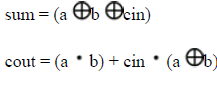 sum = (a ⊕b ⊕cin)
cout = (a • b) + cin • (a ⊕b)